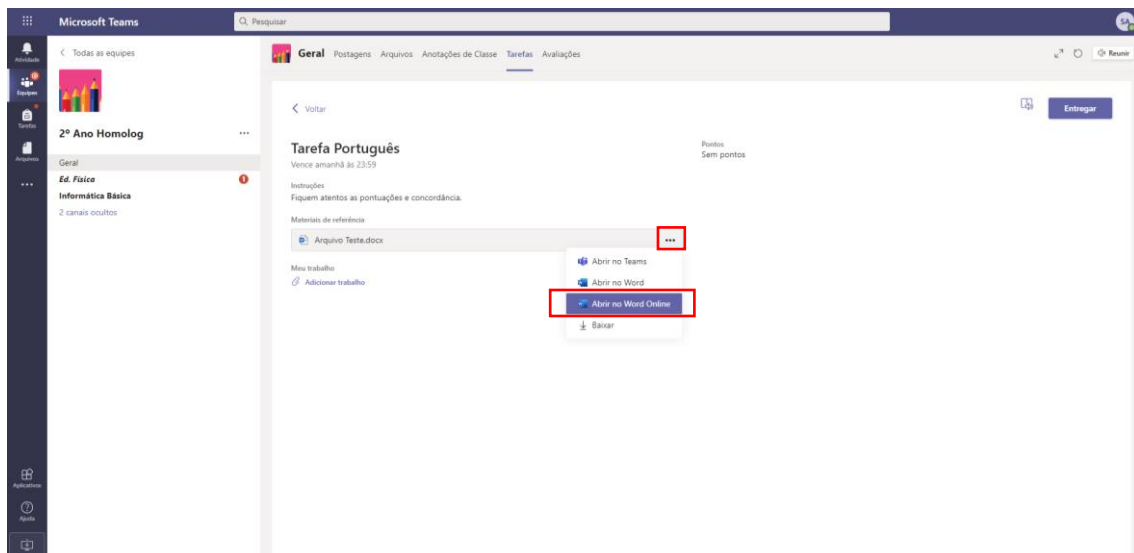 Microsoft Teams
Pesquisar
SA
Atividade
Equipes
Tarefas
Arquivos
Aplicativos
Ajuda
Todas as equipes
2º Ano Homolog
Geral
Ed. Física
1
Informática Básica
2 canais ocultos
Geral Postagens Arquivos Anotações de Classe Tarefas Avaliações
Reunir
Voltar
Entregar
Tarefa Português
Vence amanhã às 23:59
Pontos
Sem pontos
Instruções
Fiquem atentos as pontuações e concordância.
Materiais de referência
Arquivo Teste.docx
Meu trabalho
Adicionar trabalho
Abrir no Teams
Abrir no Word
Abrir no Word Online
Baixar